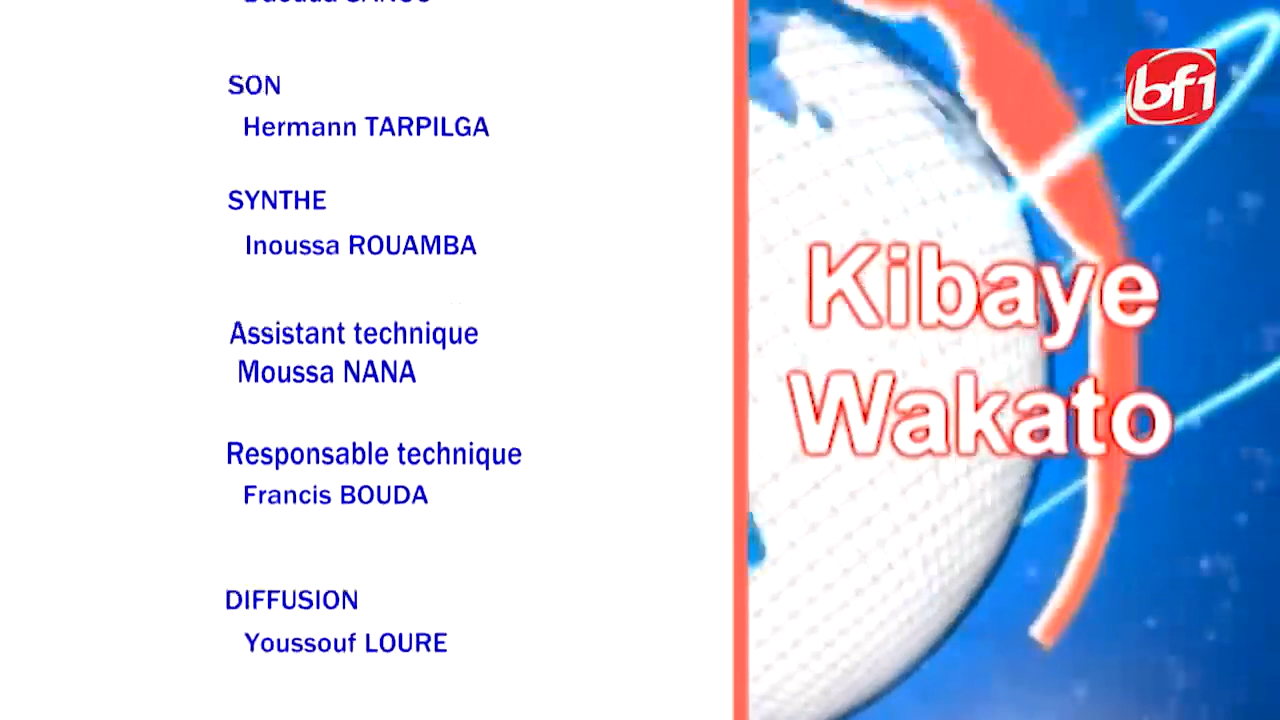 SON
Hermann TARPILGA
SYNTHE
Inoussa ROUAMBA
Assistant technique
Moussa NANA
Responsable technique
Francis BOUDA
DIFFUSION
Youssouf LOURE
bf1
Kibaye
Wakato